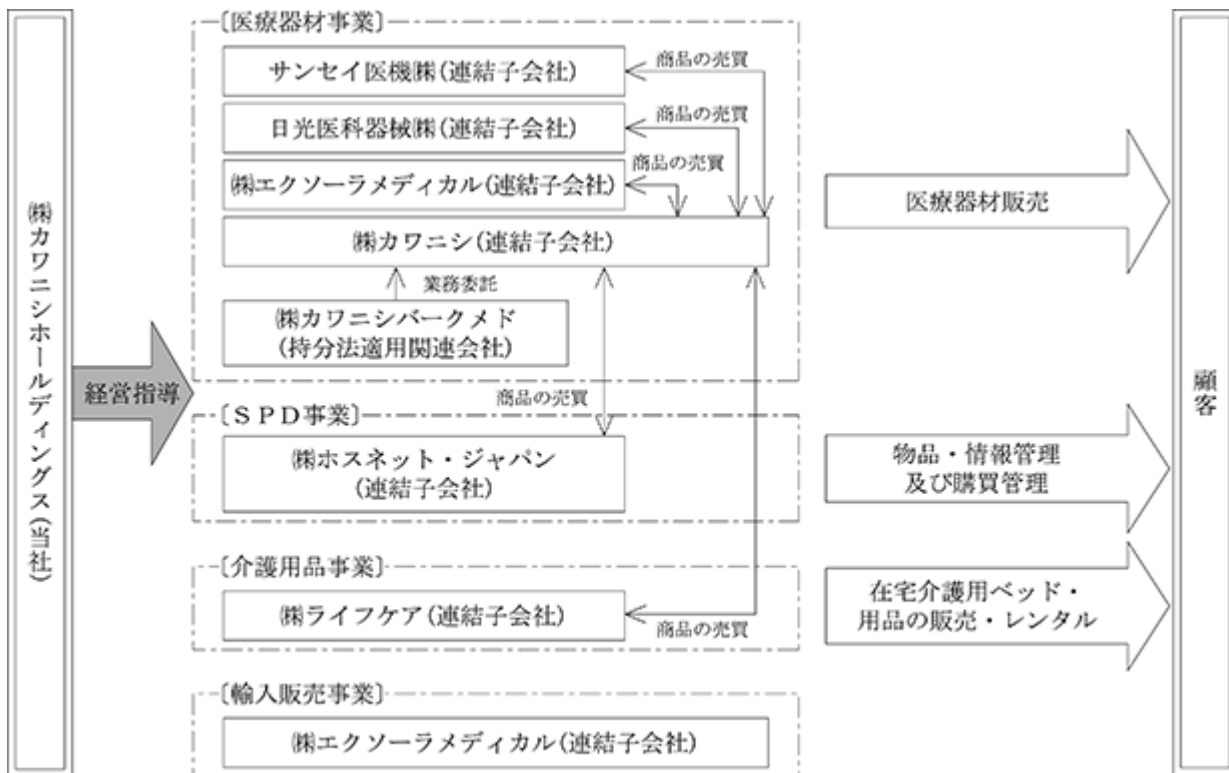 ㈱カワニシホールディングス(当社)
経営指導
〔医療器材事業〕
サンセイ医機㈱(連結子会社)
商品の売買
日光医科器械㈱(連結子会社)
商品の売買
㈱エクソーラメディカル(連結子会社)
商品の売買
㈱カワニシ(連結子会社)
業務委託
㈱カワニシバークメド
(持分法適用関連会社)
商品の売買
〔ＳＰＤ事業〕
㈱ホスネット・ジャパン
(連結子会社)
〔介護用品事業〕
㈱ライフケア(連結子会社)
商品の売買
〔輸入販売事業〕
㈱エクソーラメディカル(連結子会社)
医療器材販売
物品・情報管理
及び購買管理
在宅介護用ベッド・
用品の販売・レンタル
顧客